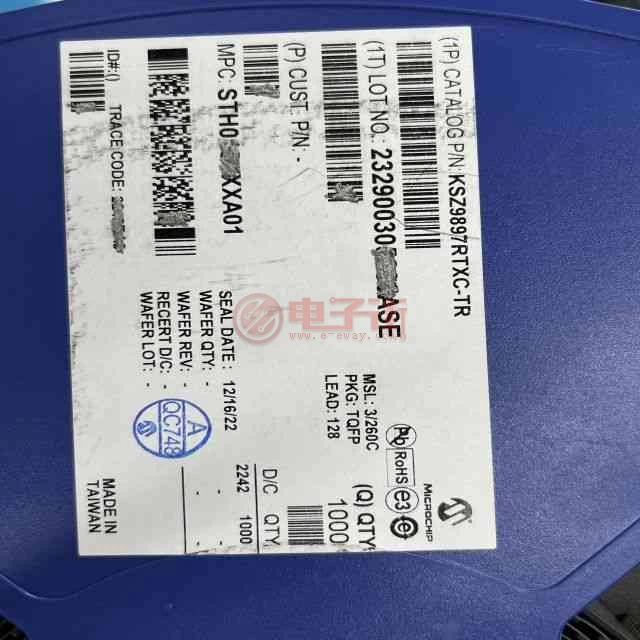 (1P) CATALOG P/N: KSZ9897RTXC-TR
(1T) LOT NO.: 232900305 ASE
(P) CUST. P/N: -
MPC: STH0 XXA01
ID#:()
TRACE CODE:
MSL: 3/260C
PKG: TQFP
LEAD: 128
SEAL DATE: 12/16/22
WAFER QTY: -
WAFER REV: -
RECERT D/C: -
WAFER LOT: -
Pb RoHS e3 e
MICROCHIP
(Q) QTY:
1000
D/C QTY
2242 1000
- -
- -
A
QC748
MADE IN
TAIWAN
电子市
www.e-eway.com